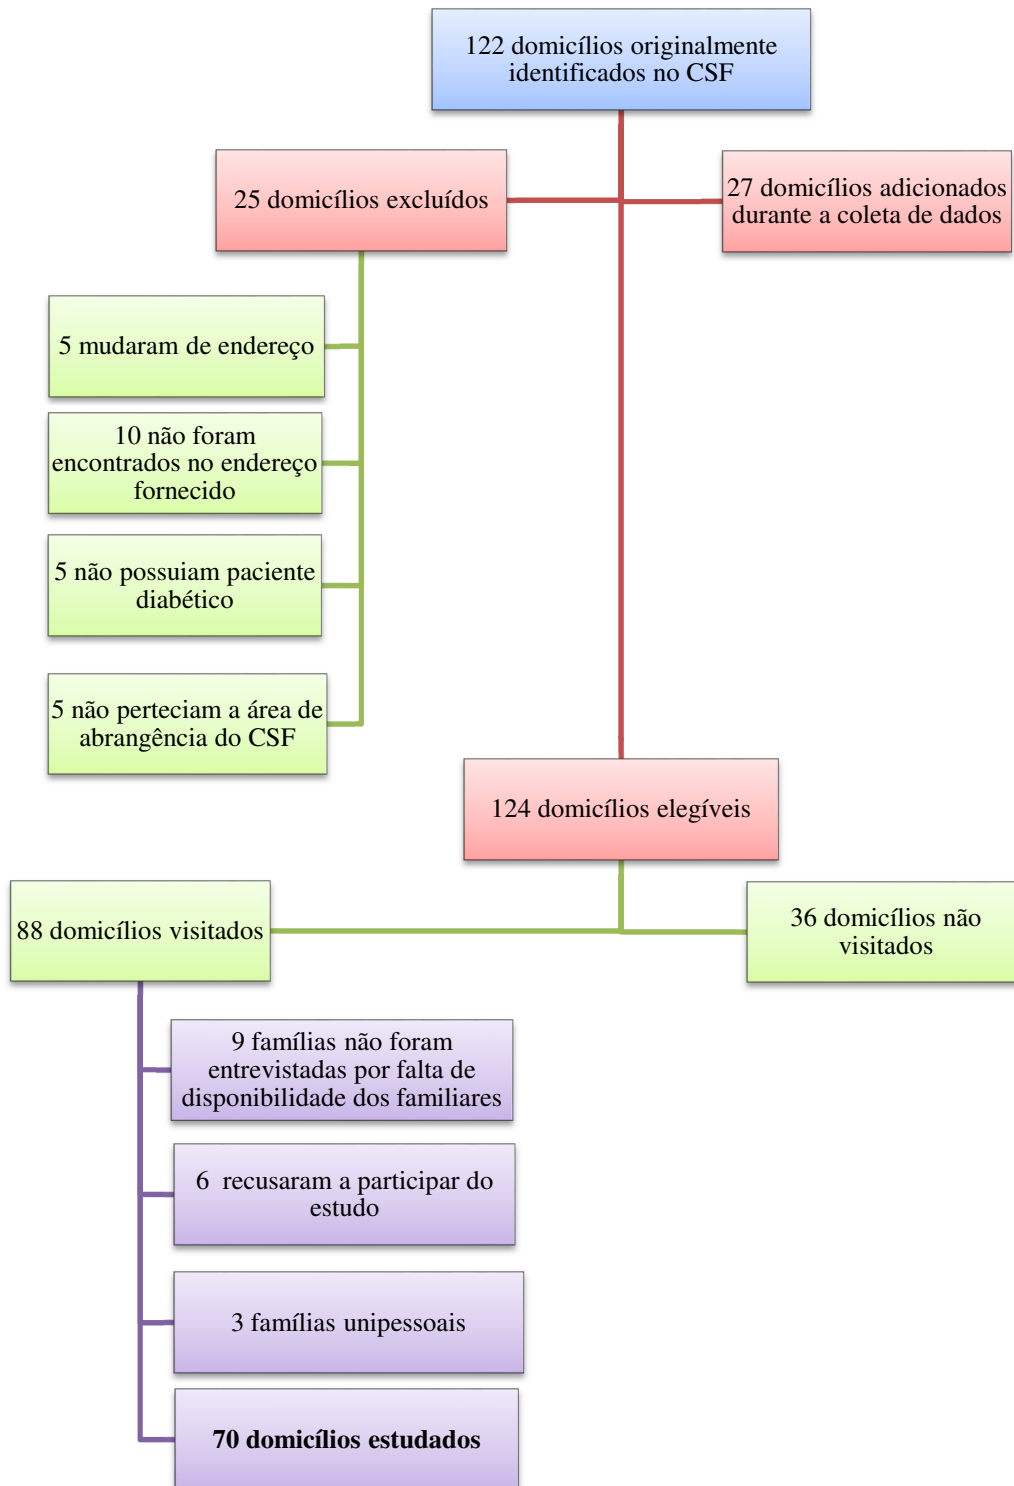 122 domicílios originalmente
identificados no CSF
25 domicílios excluídos
27 domicílios adicionados
durante a coleta de dados
5 mudaram de endereço
10 não foram
encontrados no endereço
fornecido
5 não possuiam paciente
diabético
5 não perteciam a área de
abrangência do CSF
124 domicílios elegíveis
88 domicílios visitados
36 domicílios não
visitados
9 famílias não foram
entrevistadas por falta de
disponibilidade dos familiares
6 recusaram a participar do
estudo
3 famílias unipessoais
70 domicílios estudados